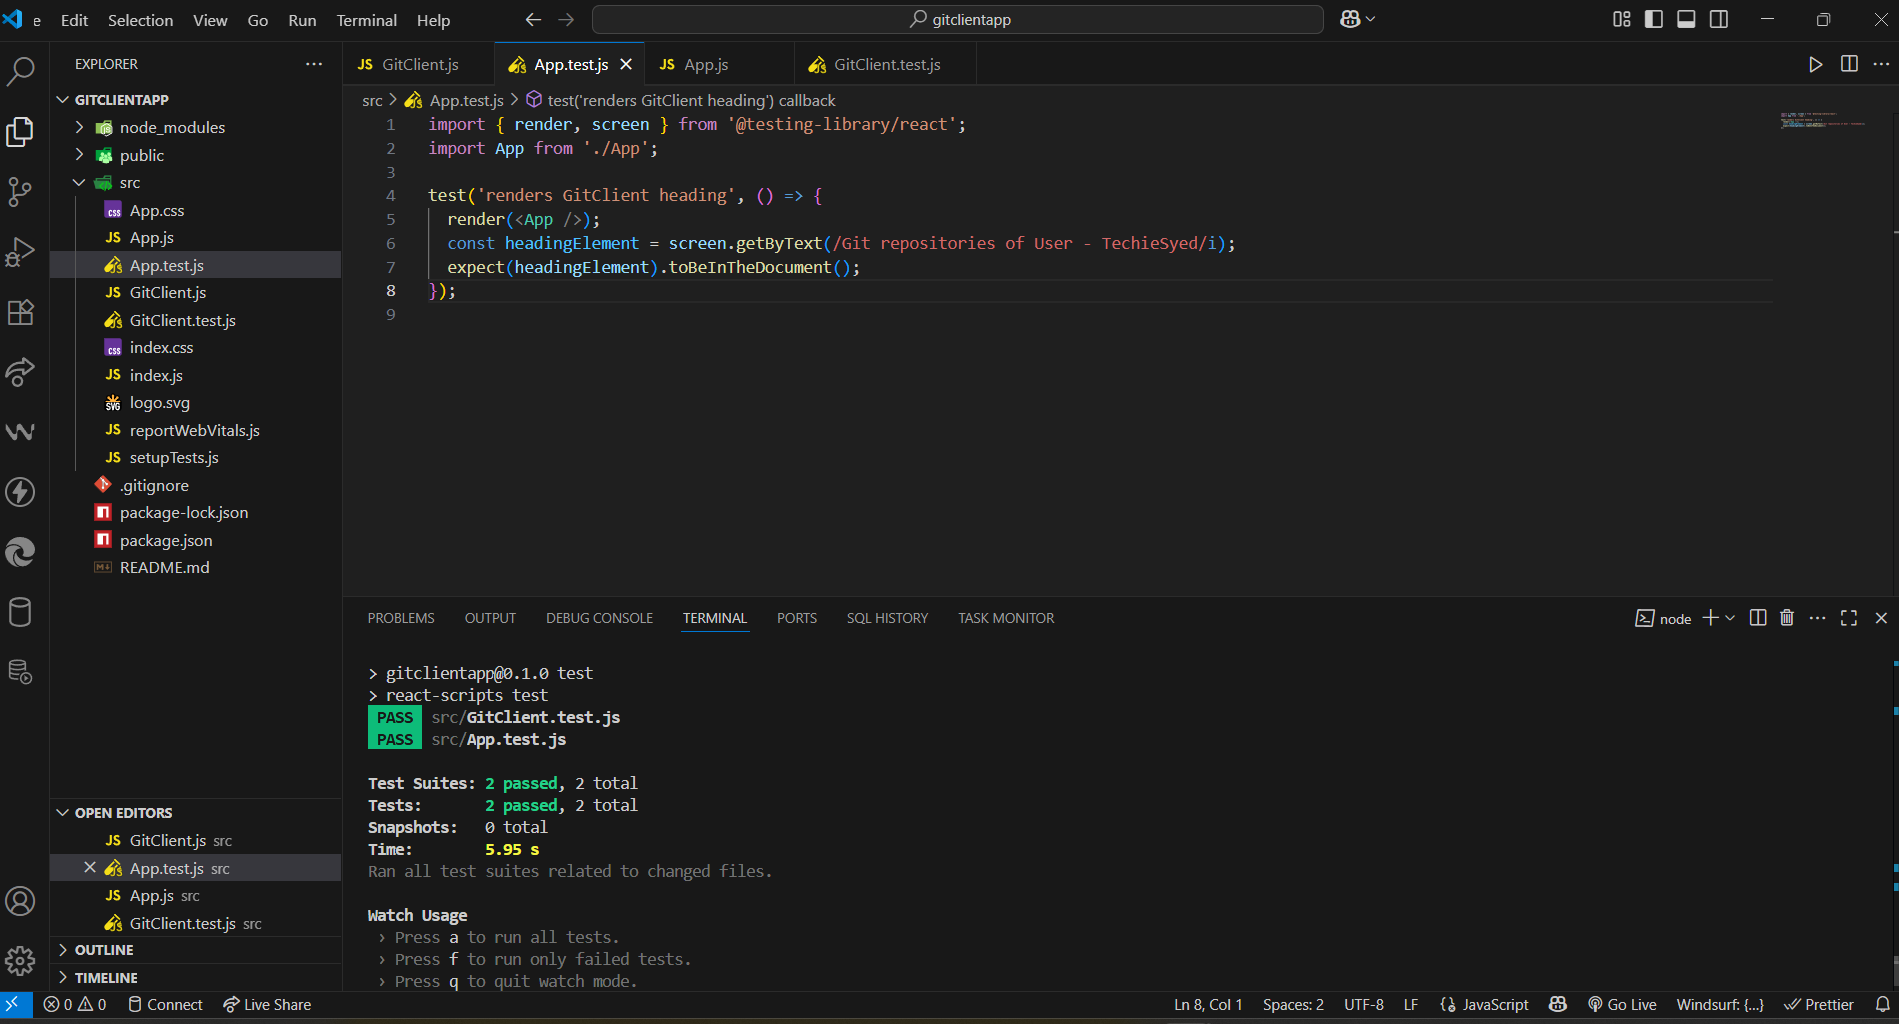 e Edit Selection View Go Run Terminal Help
gitclientapp
EXPLORER
GITCLIENTAPP
node_modules
public
src
App.css
JS App.js
App.test.js
JS GitClient.js
GitClient.test.js
index.css
JS index.js
logo.svg
JS reportWebVitals.js
JS setupTests.js
.gitignore
package-lock.json
package.json
README.md
OPEN EDITORS
JS GitClient.js src
App.test.js src
JS App.js src
GitClient.test.js src
OUTLINE
TIMELINE
JS GitClient.js
App.test.js
JS App.js
GitClient.test.js
src > App.test.js > test('renders GitClient heading') callback
1 import { render, screen } from '@testing-library/react';
2 import App from './App';
3
4 test('renders GitClient heading', () => {
5 render(<App />);
6 const headingElement = screen.getByText(/Git repositories of User - TechieSyed/i);
7 expect(headingElement).toBeInTheDocument();
8 });
9
PROBLEMS OUTPUT DEBUG CONSOLE TERMINAL PORTS SQL HISTORY TASK MONITOR
node
> gitclientapp@0.1.0 test
> react-scripts test
PASS src/GitClient.test.js
PASS src/App.test.js
Test Suites: 2 passed, 2 total
Tests: 2 passed, 2 total
Snapshots: 0 total
Time: 5.95 s
Ran all test suites related to changed files.
Watch Usage
› Press a to run all tests.
› Press f to run only failed tests.
› Press q to quit watch mode.
0 0 Connect Live Share
Ln 8, Col 1 Spaces: 2 UTF-8 LF JavaScript Go Live Windsurf: {...} Prettier